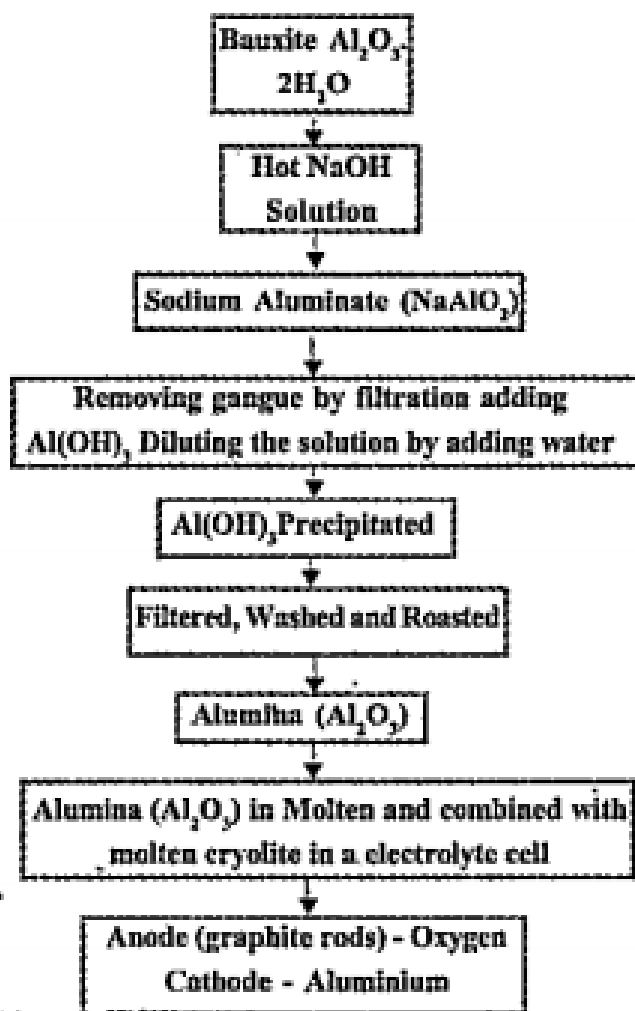 Bauxite Al₂O₃.
2H₂O
Hot NaOH
Solution
Sodium Aluminate (NaAlO₂)
Removing gangue by filtration adding
Al(OH)₃ Diluting the solution by adding water
Al(OH)₃Precipitated
Filtered, Washed and Roasted
Alumina (Al₂O₃)
Alumina (Al₂O₃) in Molten and combined with
molten cryolite in a electrolyte cell
Anode (graphite rods) - Oxygen
Cathode - Aluminium